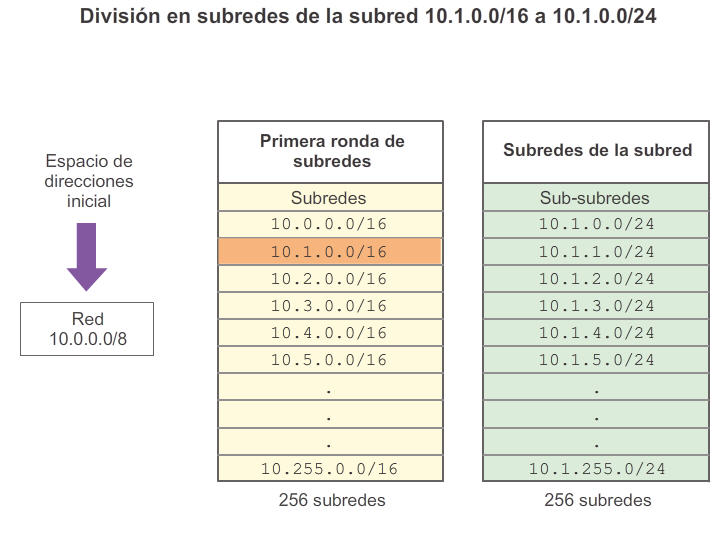 División en subredes de la subred 10.1.0.0/16 a 10.1.0.0/24
Espacio de
direcciones
inicial
Red
10.0.0.0/8
Primera ronda de
subredes
Subredes
10.0.0.0/16
10.1.0.0/16
10.2.0.0/16
10.3.0.0/16
10.4.0.0/16
10.5.0.0/16
.
.
.
10.255.0.0/16
256 subredes
Subredes de la subred
Sub-subredes
10.1.0.0/24
10.1.1.0/24
10.1.2.0/24
10.1.3.0/24
10.1.4.0/24
10.1.5.0/24
.
.
.
10.1.255.0/24
256 subredes